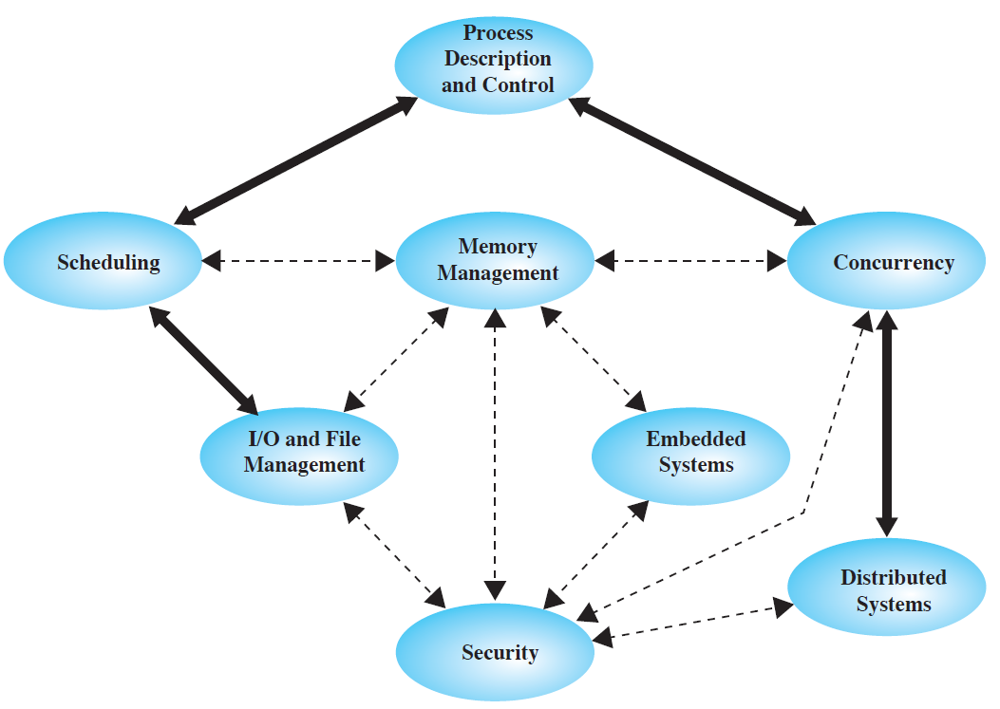 Process
Description
and Control
Scheduling
Memory
Management
Concurrency
I/O and File
Management
Embedded
Systems
Distributed
Systems
Security